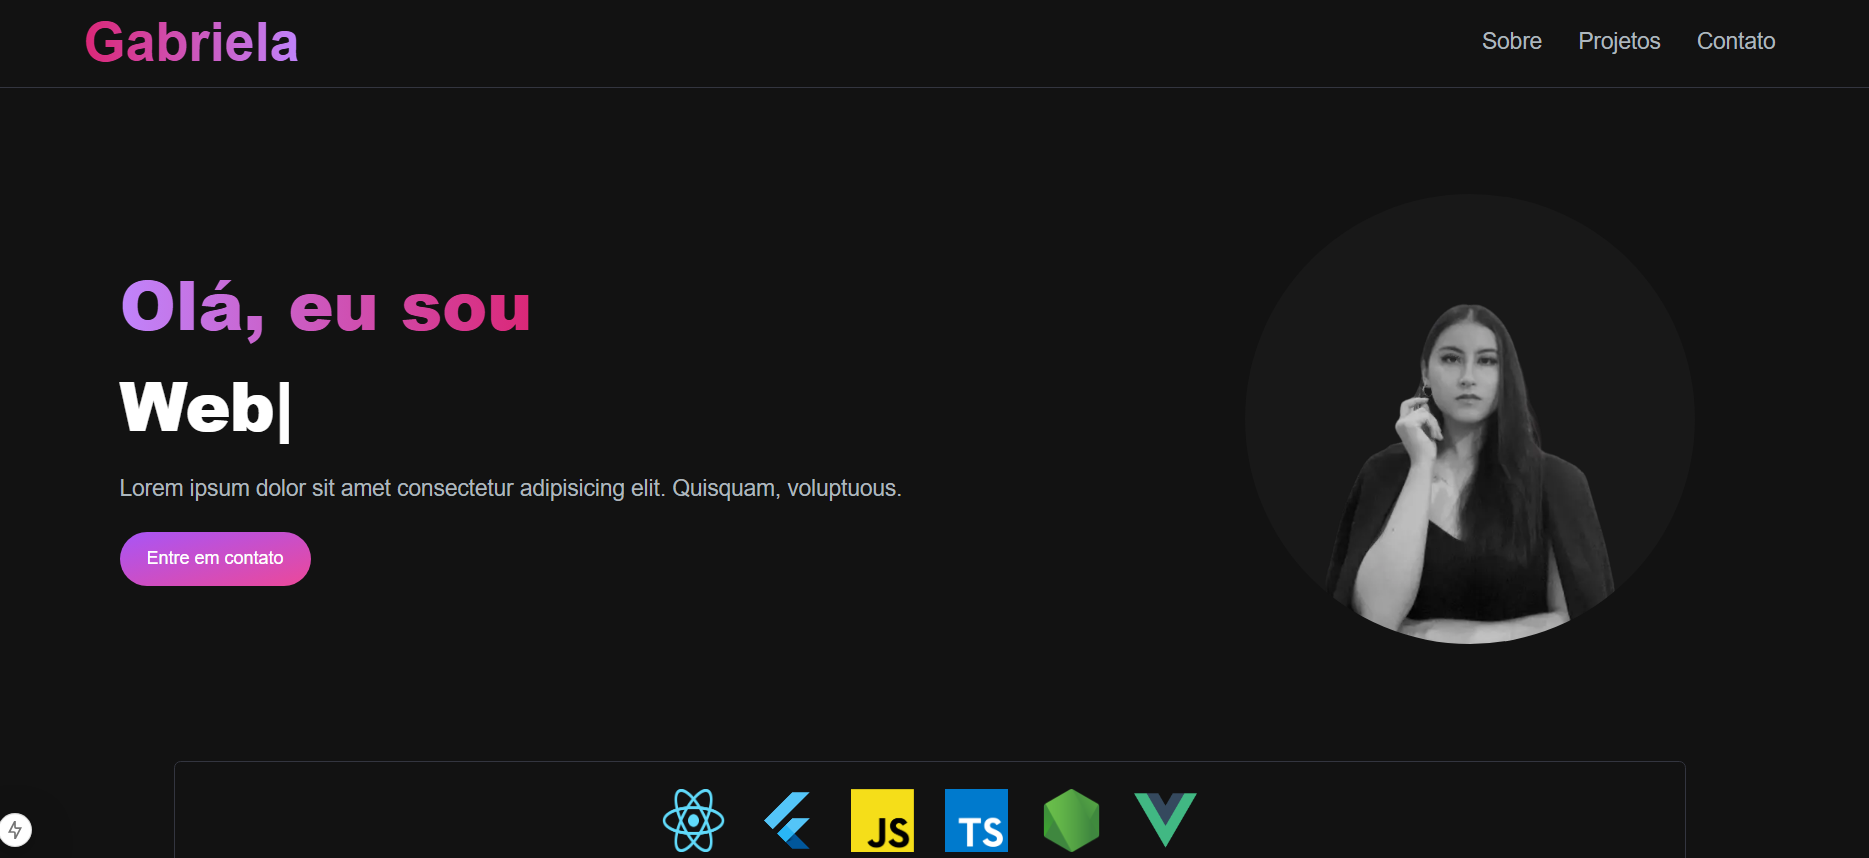 Gabriela
Sobre Projetos Contato
Olá, eu sou
Web|
Lorem ipsum dolor sit amet consectetur adipisicing elit. Quisquam, voluptuous.
Entre em contato
JS
TS